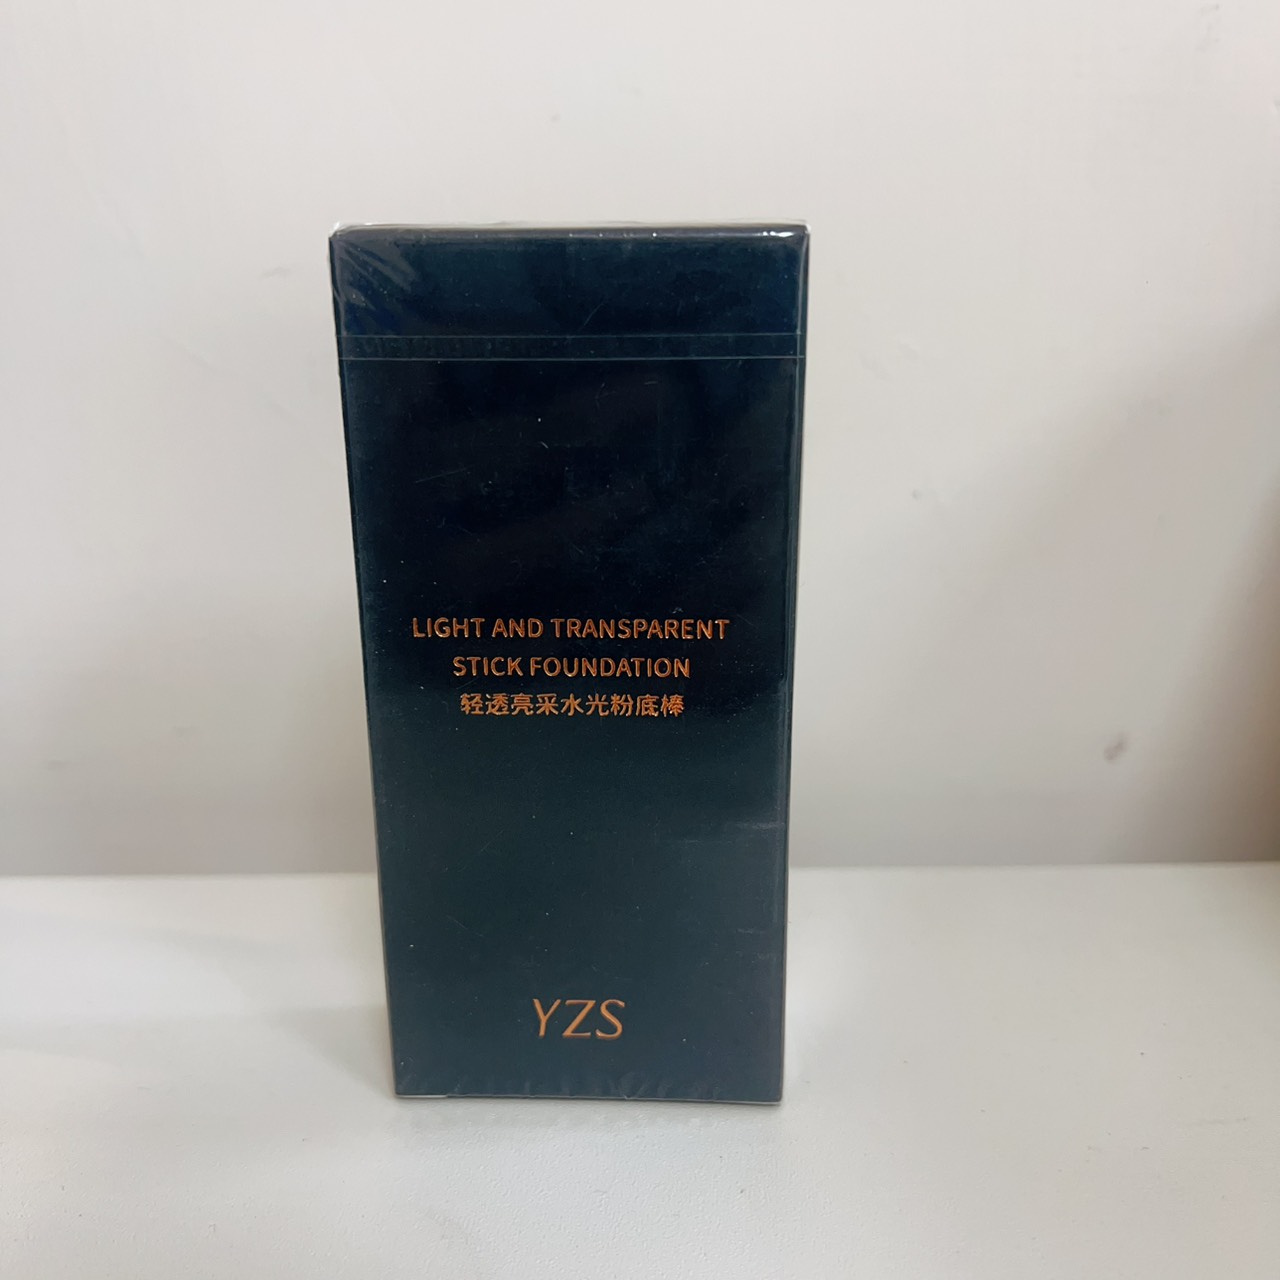 LIGHT AND TRANSPARENT
STICK FOUNDATION
轻透亮采水光粉底棒
YZS